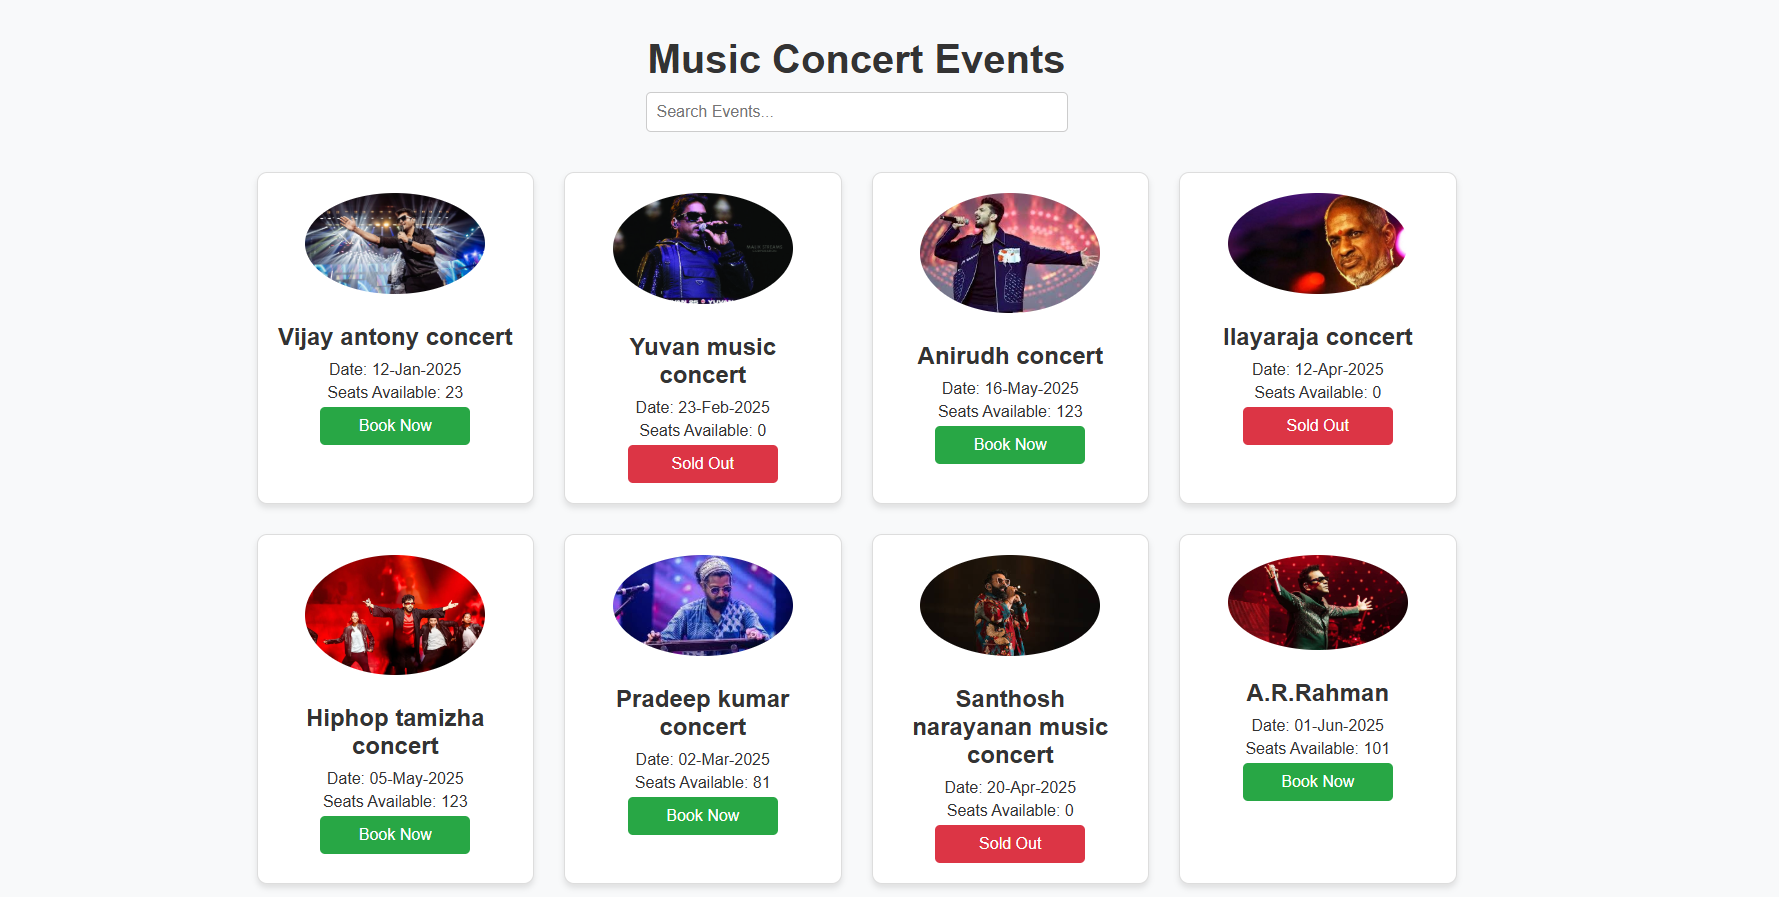 Music Concert Events
Search Events...
Vijay antony concert
Date: 12-Jan-2025
Seats Available: 23
Book Now
Yuvan music
concert
Date: 23-Feb-2025
Seats Available: 0
Sold Out
Anirudh concert
Date: 16-May-2025
Seats Available: 123
Book Now
Ilayaraja concert
Date: 12-Apr-2025
Seats Available: 0
Sold Out
Hiphop tamizha
concert
Date: 05-May-2025
Seats Available: 123
Book Now
Pradeep kumar
concert
Date: 02-Mar-2025
Seats Available: 81
Book Now
Santhosh
narayanan music
concert
Date: 20-Apr-2025
Seats Available: 0
Sold Out
A.R.Rahman
Date: 01-Jun-2025
Seats Available: 101
Book Now